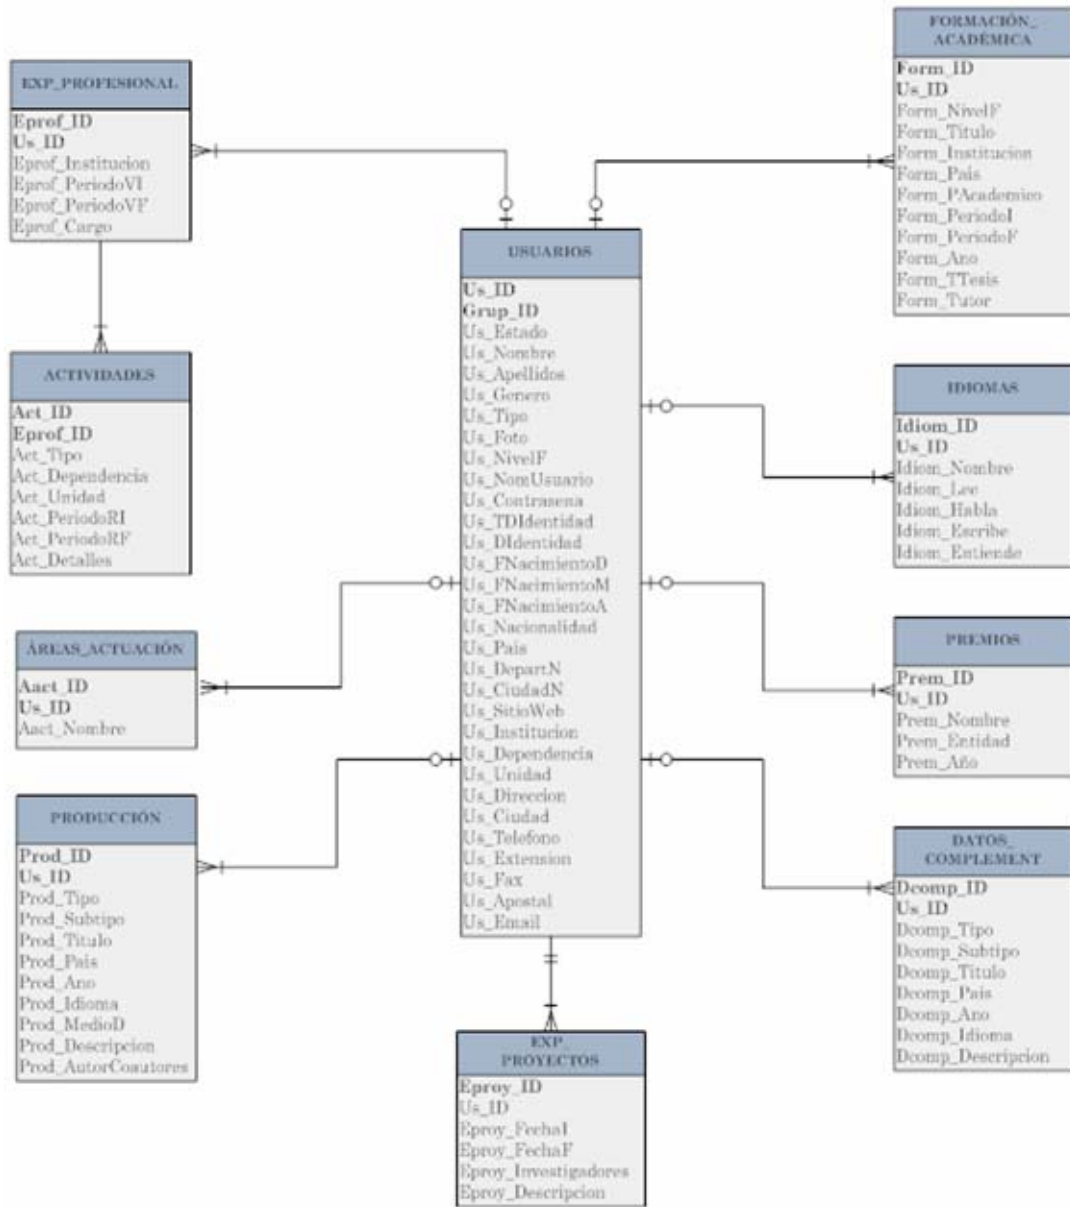 EXP_PROFESIONAL
Eprof_ID
Us_ID
Eprof_Institucion
Eprof_PeriodoVI
Eprof_PeriodoVF
Eprof_Cargo
ACTIVIDADES
Act_ID
Eprof_ID
Act_Tipo
Act_Dependencia
Act_Unidad
Act_PeriodoRI
Act_PeriodoRF
Act_Detalles
ÁREAS_ACTUACIÓN
Aact_ID
Us_ID
Aact_Nombre
PRODUCCIÓN
Prod_ID
Us_ID
Prod_Tipo
Prod_Subtipo
Prod_Titulo
Prod_Pais
Prod_Ano
Prod_Idioma
Prod_MedioD
Prod_Descripcion
Prod_AutorCoautores
USUARIOS
Us_ID
Grup_ID
Us_Estado
Us_Nombre
Us_Apellidos
Us_Genero
Us_Tipo
Us_Foto
Us_NivelF
Us_NomUsuario
Us_Contrasena
Us_TDIdentidad
Us_DIdentidad
Us_FNacimientoD
Us_FNacimientoM
Us_FNacimientoA
Us_Nacionalidad
Us_Pais
Us_DepartN
Us_CiudadN
Us_SitioWeb
Us_Institucion
Us_Dependencia
Us_Unidad
Us_Direccion
Us_Ciudad
Us_Telefono
Us_Extension
Us_Fax
Us_Apostal
Us_Email
EXP_
PROYECTOS
Eproy_ID
Us_ID
Eproy_FechaI
Eproy_FechaF
Eproy_Investigadores
Eproy_Descripcion
FORMACIÓN_
ACADÉMICA
Form_ID
Us_ID
Form_NivelF
Form_Titulo
Form_Institucion
Form_Pais
Form_PAcademico
Form_PeriodoI
Form_PeriodoF
Form_Ano
Form_TTesis
Form_Tutor
IDIOMAS
Idiom_ID
Us_ID
Idiom_Nombre
Idiom_Lee
Idiom_Habla
Idiom_Escribe
Idiom_Entiende
PREMIOS
Prem_ID
Us_ID
Prem_Nombre
Prem_Entidad
Prem_Año
DATOS_
COMPLEMENT
Dcomp_ID
Us_ID
Dcomp_Tipo
Dcomp_Subtipo
Dcomp_Titulo
Dcomp_Pais
Dcomp_Ano
Dcomp_Idioma
Dcomp_Descripcion